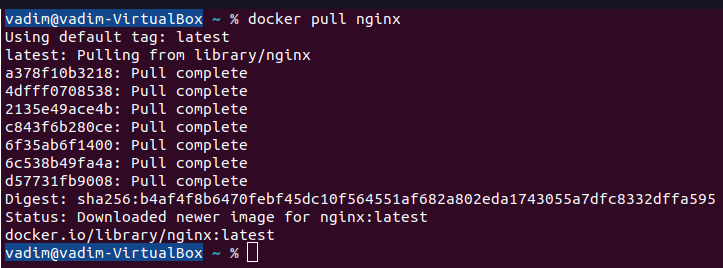 vadim@vadim-VirtualBox ~ % docker pull nginx
Using default tag: latest
latest: Pulling from library/nginx
a378f10b3218: Pull complete
4dfff0708538: Pull complete
2135e49ace4b: Pull complete
c843f6b280ce: Pull complete
6f35ab6f1400: Pull complete
6c538b49fa4a: Pull complete
d57731fb9008: Pull complete
Digest: sha256:b4af4f8b6470febf45dc10f564551af682a802eda1743055a7dfc8332dffa595
Status: Downloaded newer image for nginx:latest
docker.io/library/nginx:latest
vadim@vadim-VirtualBox ~ %